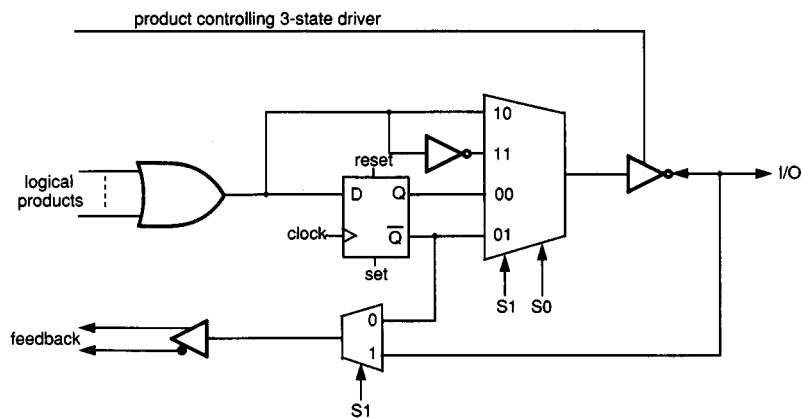 product controlling 3-state driver
10
11
reset
logical
products
D
Q
00
I/O
clock
Q
01
set
S1
S0
0
feedback
1
S1